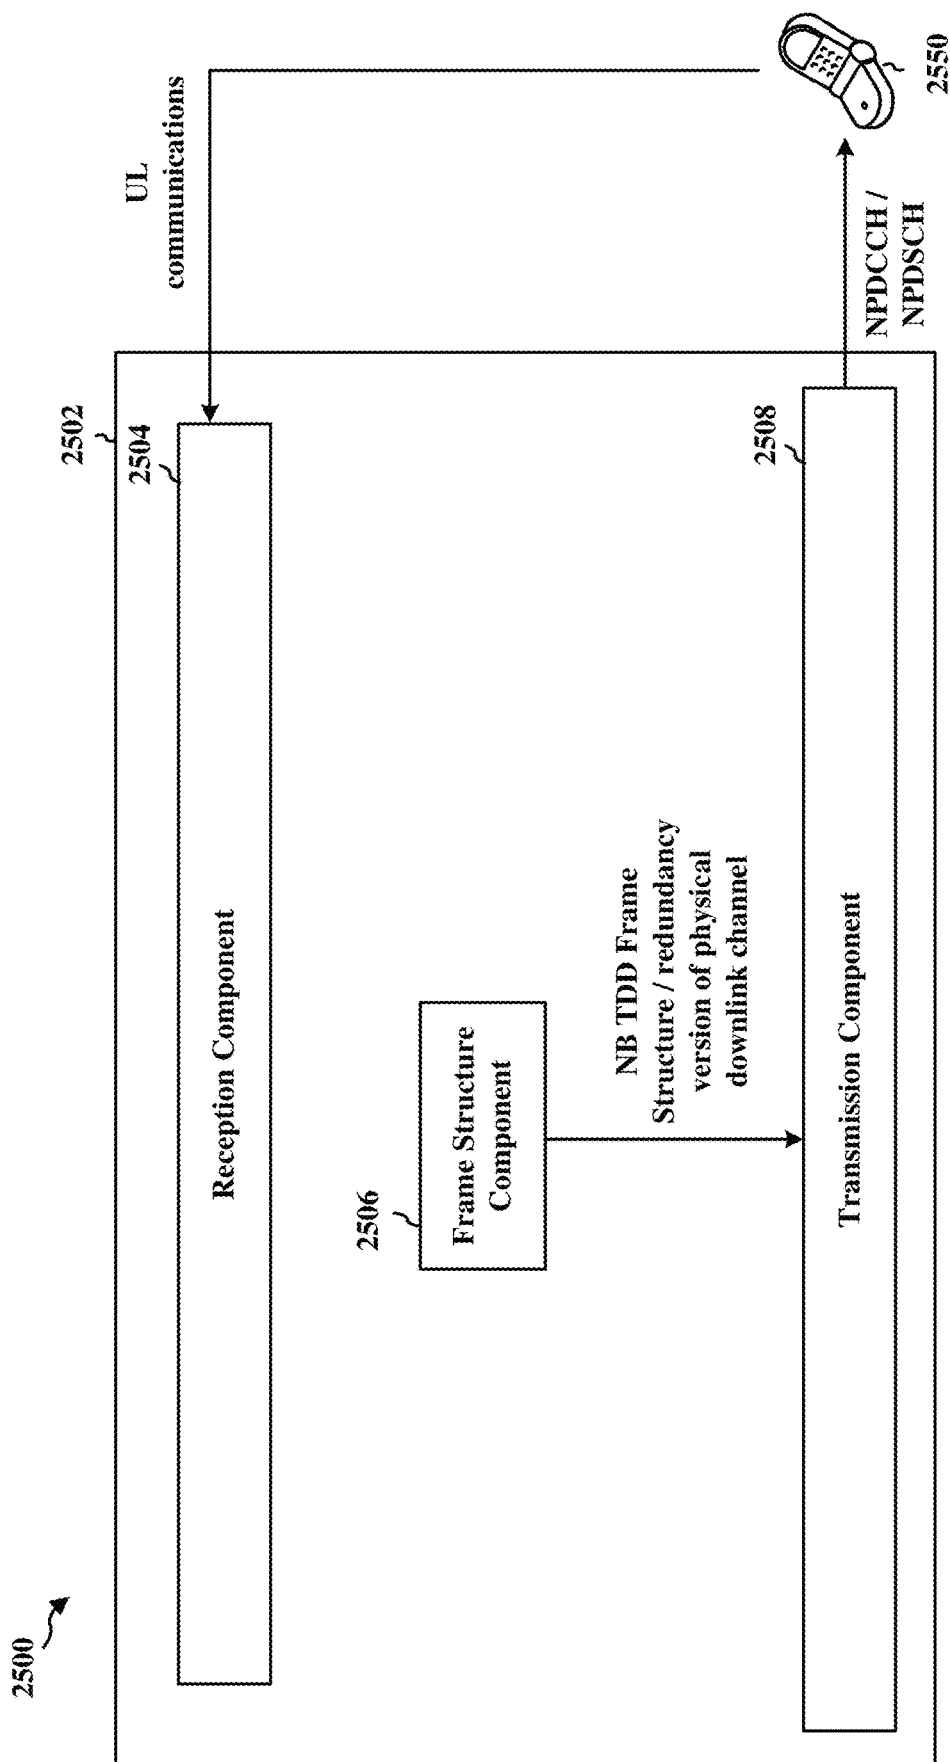 2500
2502
2504
Reception Component
UL
communications
2506
Frame Structure
Component
NB TDD Frame
Structure / redundancy
version of physical
downlink channel
2508
Transmission Component
NPDCCH /
NPDSCH
2550